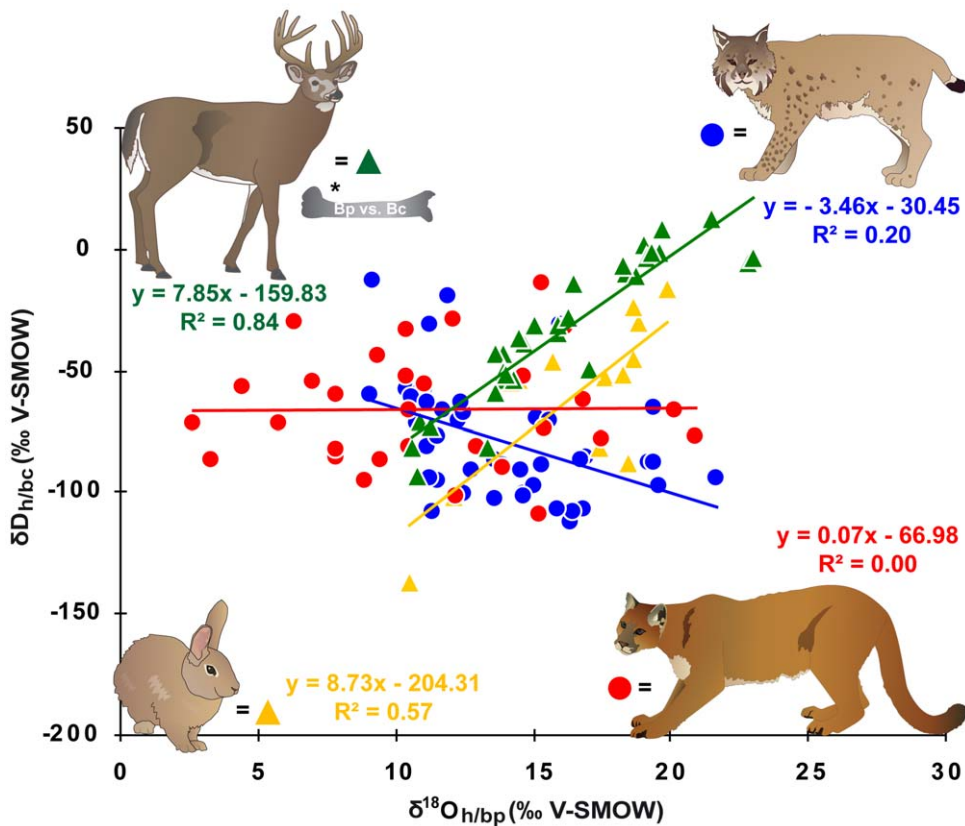 50
=
*
Bp vs. Bc
=
y = - 3.46x - 30.45
R² = 0.20
0
y = 7.85x - 159.83
R² = 0.84
-50
δD h/bc (‰ V-SMOW)
-100
y = 0.07x - 66.98
R² = 0.00
-150
y = 8.73x - 204.31
R² = 0.57
=
=
-200
0 5 10 15 20 25 30
δ¹⁸O h/bp (‰ V-SMOW)